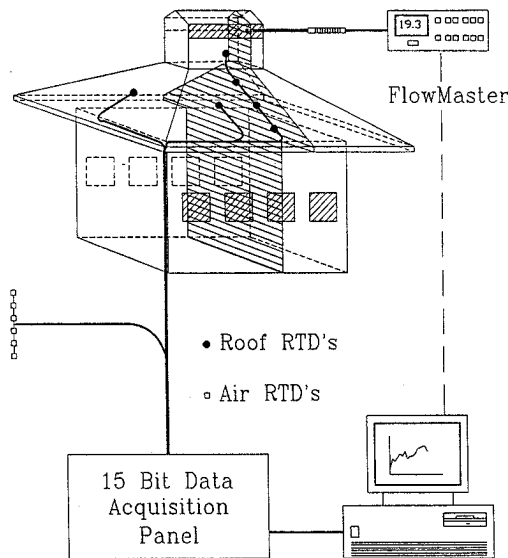 19.3
FlowMaster
Roof RTD's
Air RTD's
15 Bit Data
Acquisition
Panel